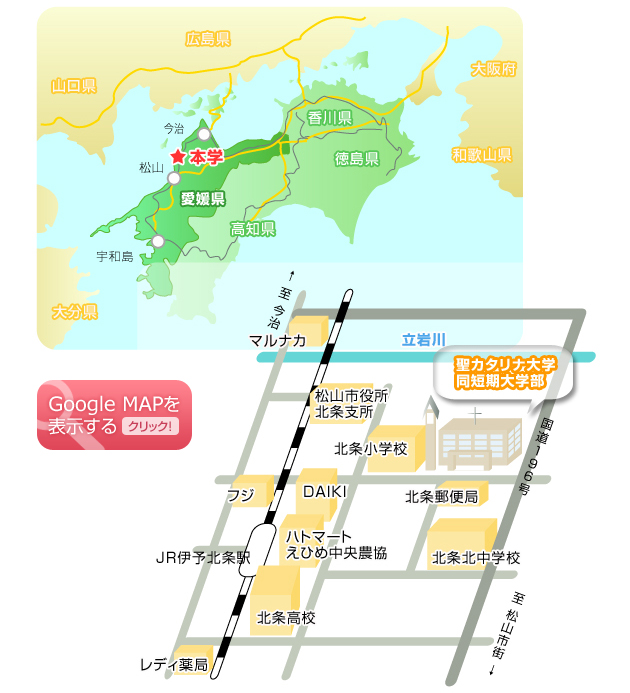 広島県
大阪府
山口県
香川県
今治
本学
徳島県
和歌山県
松山
愛媛県
高知県
宇和島
大分県
↑至 今治
マルナカ
立岩川
聖カタリナ大学
同短期大学部
Google MAPを
表示する クリック!
松山市役所
北条支所
国道196号
北条小学校
フジ
DAIKI
北条郵便局
ハトマート
えひめ中央農協
JR伊予北条駅
北条北中学校
北条高校
至 松山市街↓
レディ薬局